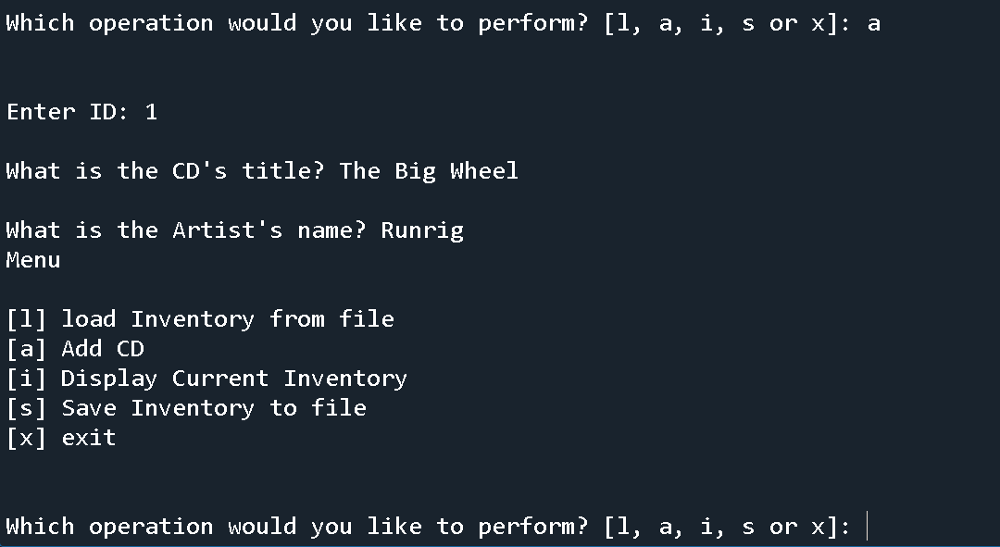 Which operation would you like to perform? [l, a, i, s or x]: a
Enter ID: 1
What is the CD's title? The Big Wheel
What is the Artist's name? Runrig
Menu
[l] load Inventory from file
[a] Add CD
[i] Display Current Inventory
[s] Save Inventory to file
[x] exit
Which operation would you like to perform? [l, a, i, s or x]: